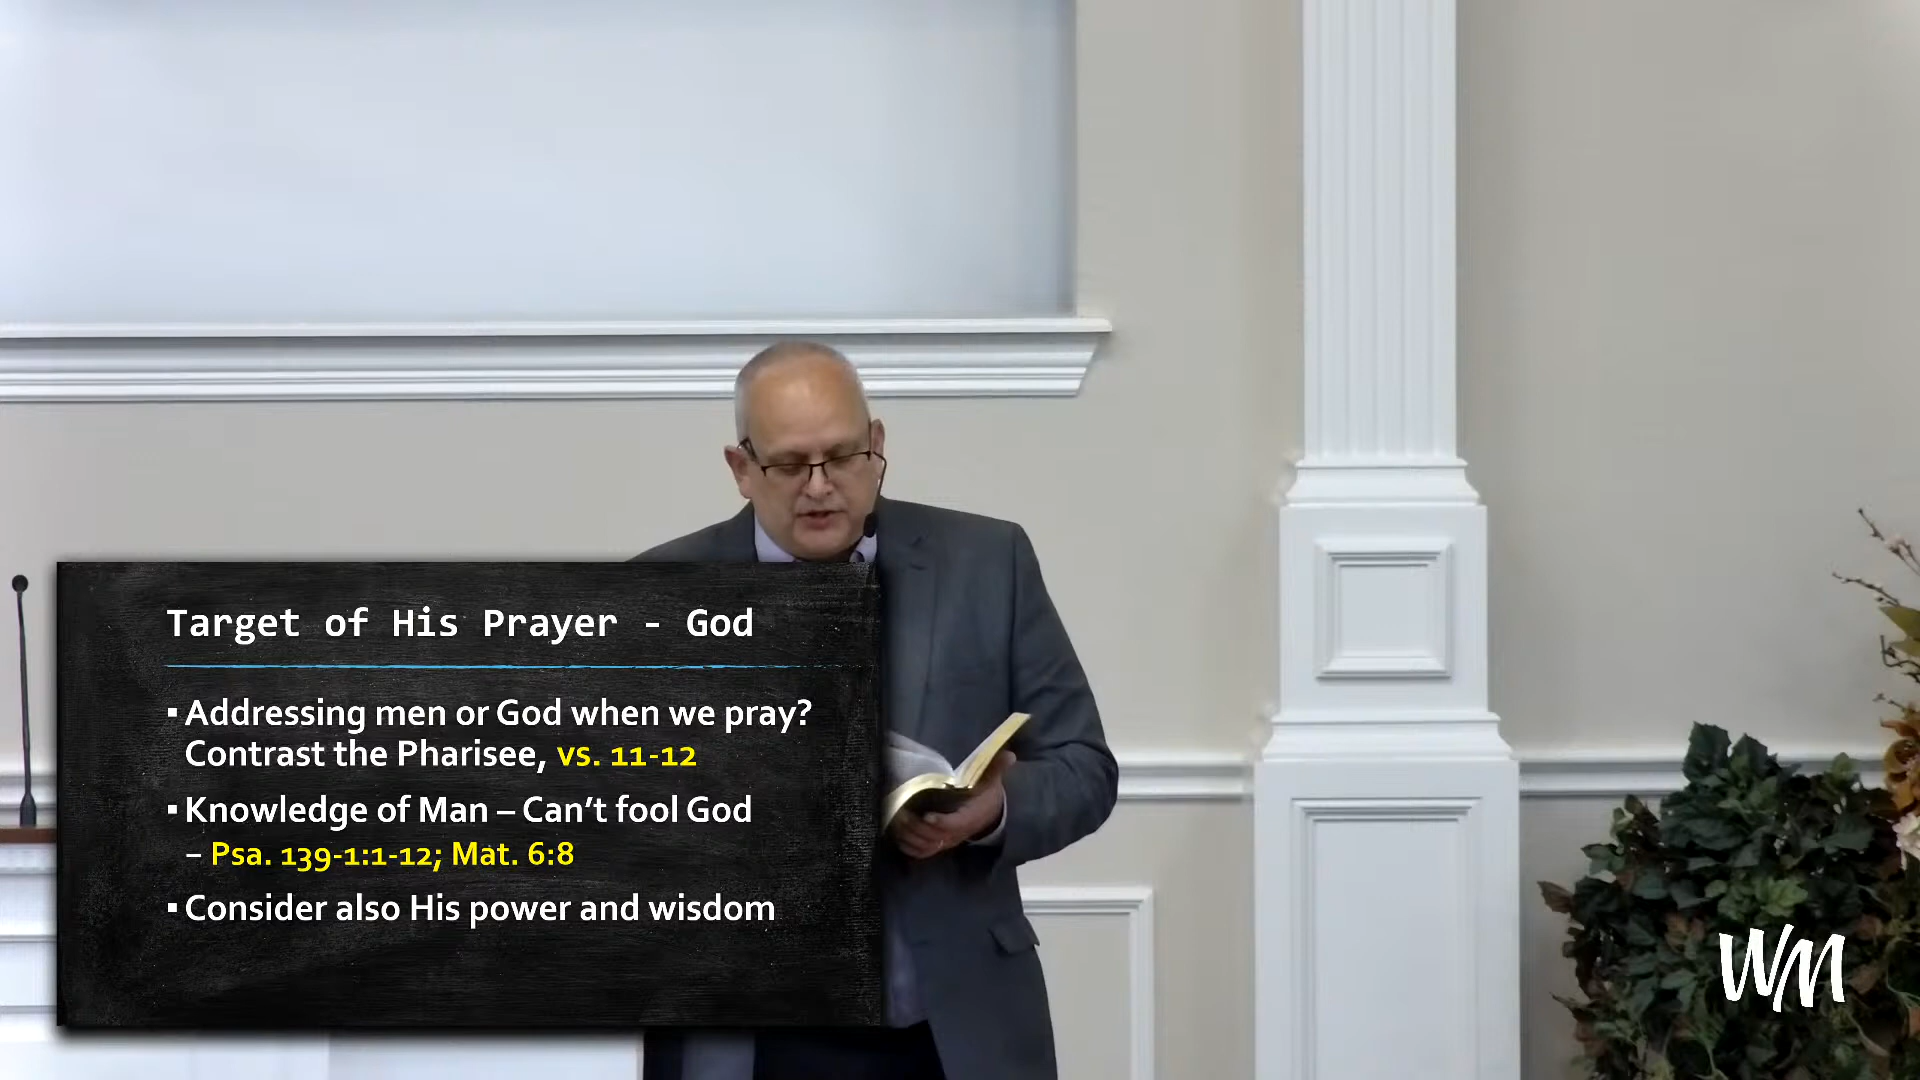 Target of His Prayer - God
▪ Addressing men or God when we pray?
Contrast the Pharisee, vs. 11-12
▪ Knowledge of Man – Can't fool God
– Psa. 139-1:1-12; Mat. 6:8
▪ Consider also His power and wisdom
WM